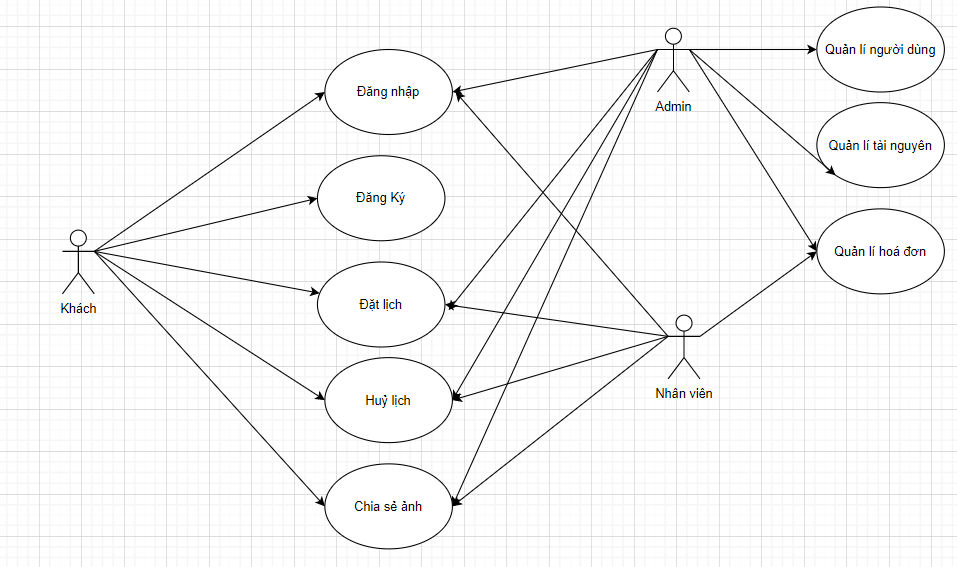 Quản lí người dùng
Đăng nhập
Admin
Quản lí tài nguyên
Đăng Ký
Quản lí hoá đơn
Khách
Đặt lịch
Nhân viên
Huỷ lịch
Chia sẻ ảnh